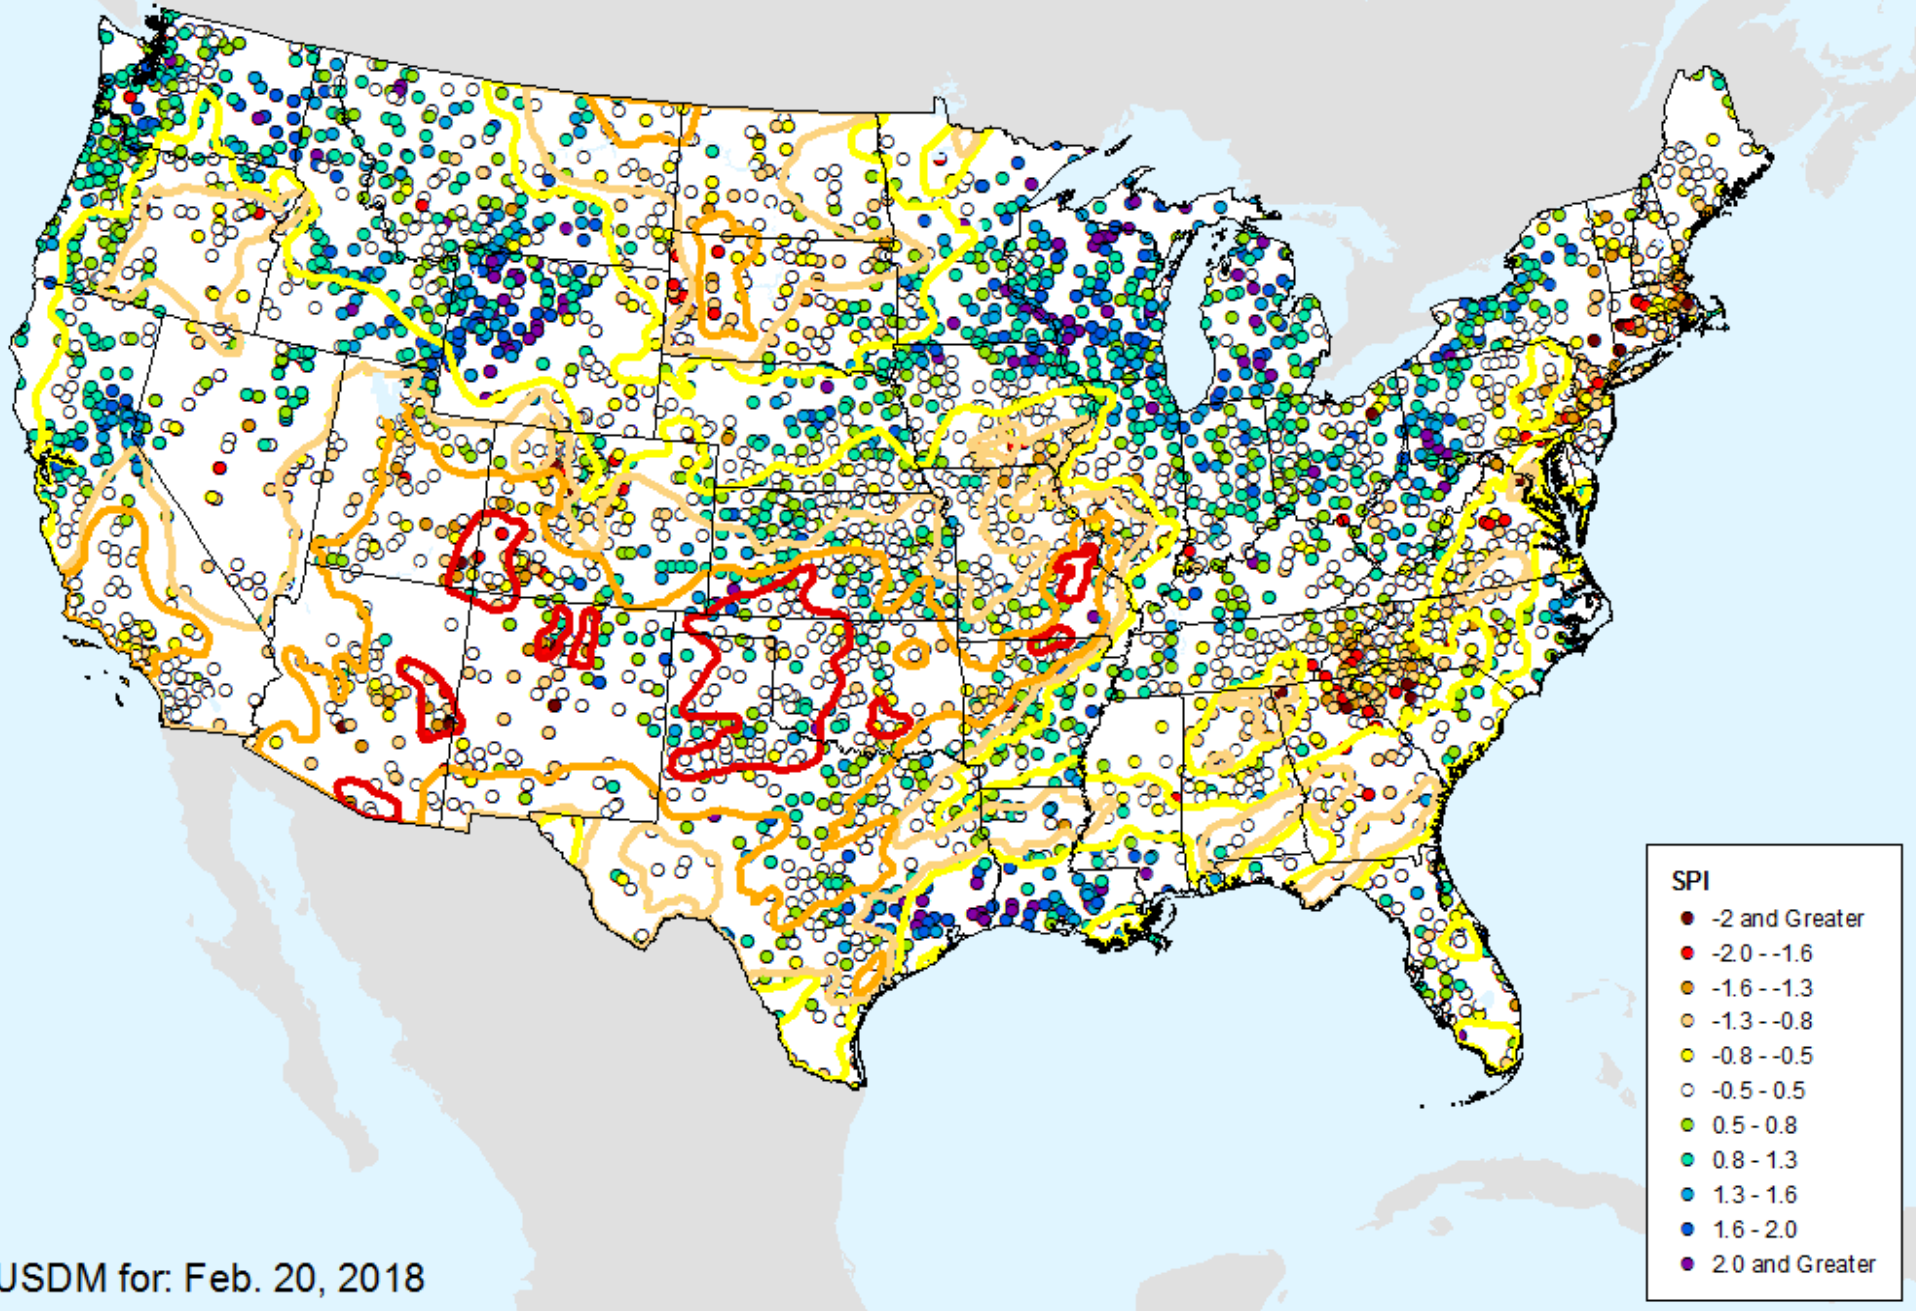 SPI
-2 and Greater
-2.0 - -1.6
-1.6 - -1.3
-1.3 - -0.8
-0.8 - -0.5
-0.5 - 0.5
0.5 - 0.8
0.8 - 1.3
1.3 - 1.6
1.6 - 2.0
2.0 and Greater
USDM for: Feb. 20, 2018